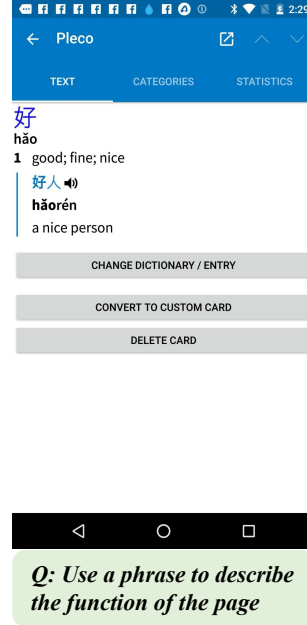 2:29
Pleco
TEXT CATEGORIES STATISTICS
好
hǎo
1 good; fine; nice
好人
hǎorén
a nice person
CHANGE DICTIONARY / ENTRY
CONVERT TO CUSTOM CARD
DELETE CARD
Q: Use a phrase to describe
the function of the page